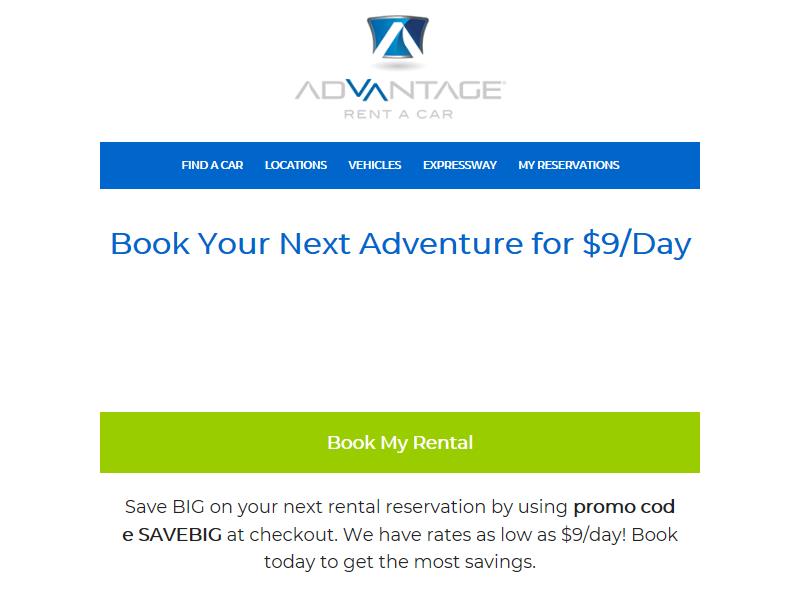 ADVANTAGE
RENT A CAR
FIND A CAR LOCATIONS VEHICLES EXPRESSWAY MY RESERVATIONS
Book Your Next Adventure for $9/Day
Book My Rental
Save BIG on your next rental reservation by using promo cod
e SAVEBIG at checkout. We have rates as low as $9/day! Book
today to get the most savings.